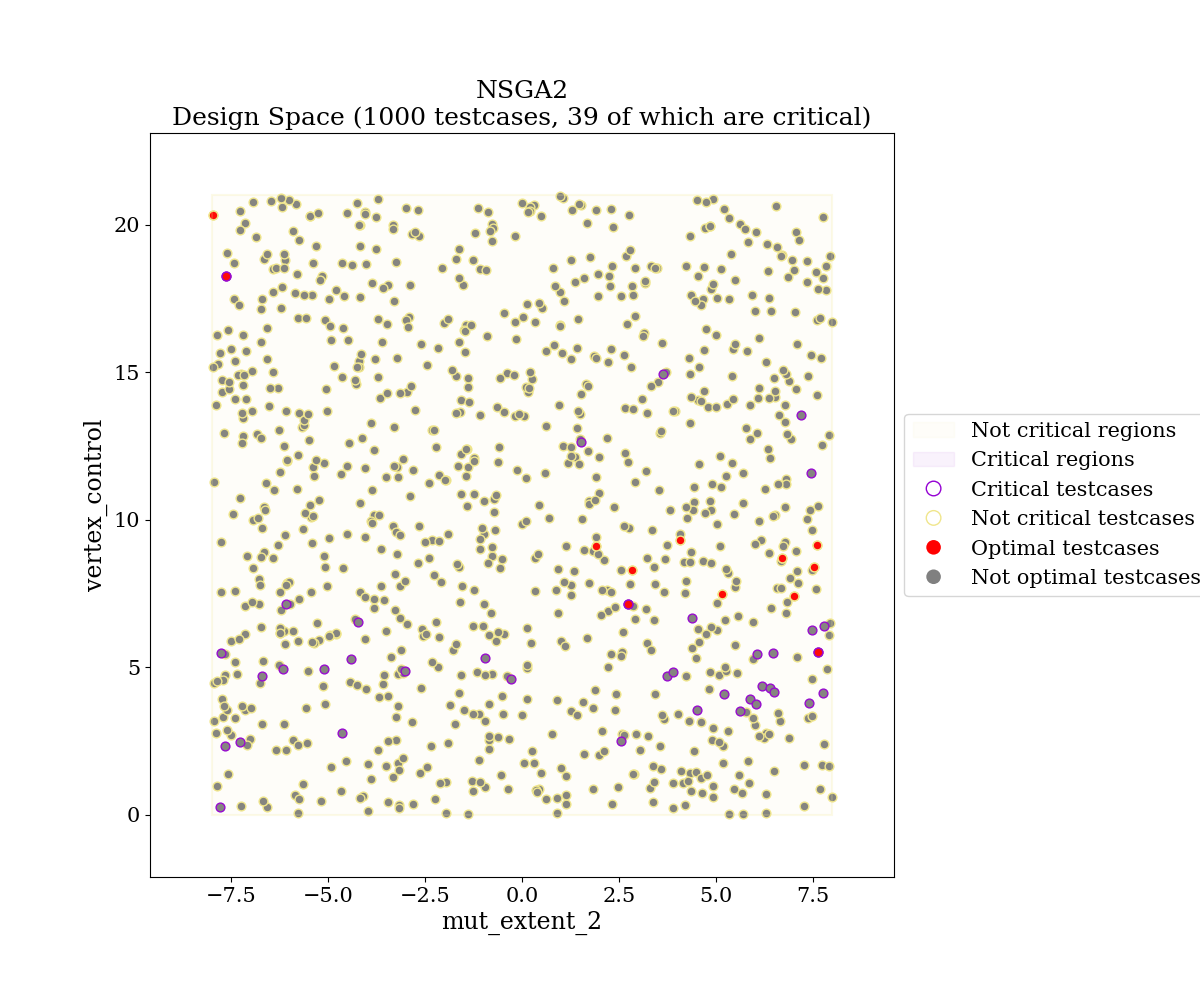 NSGA2
Design Space (1000 testcases, 39 of which are critical)
20
15
10
5
0
vertex_control
−7.5
−5.0
−2.5
0.0
2.5
5.0
7.5
mut_extent_2
Not critical regions
Critical regions
Critical testcases
Not critical testcases
Optimal testcases
Not optimal testcases